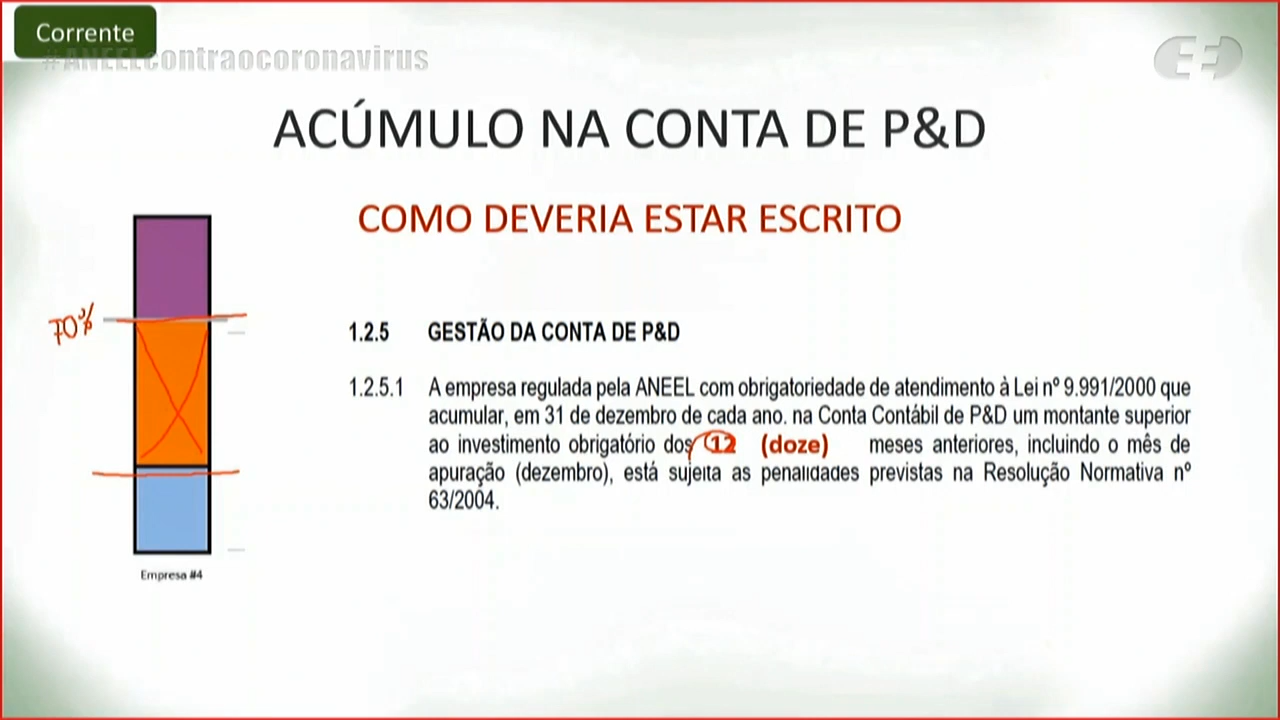 Corrente
#ANEELcontraocoronavirus
ACÚMULO NA CONTA DE P&D
COMO DEVERIA ESTAR ESCRITO
70%
1.2.5 GESTÃO DA CONTA DE P&D
1.2.5.1 A empresa regulada pela ANEEL com obrigatoriedade de atendimento à Lei nº 9.991/2000 que
acumular, em 31 de dezembro de cada ano. na Conta Contábil de P&D um montante superior
ao investimento obrigatório dos 12 (doze) meses anteriores, incluindo o mês de
apuração (dezembro), está sujeita as penalidades previstas na Resolução Normativa nº
63/2004.
Empresa #4